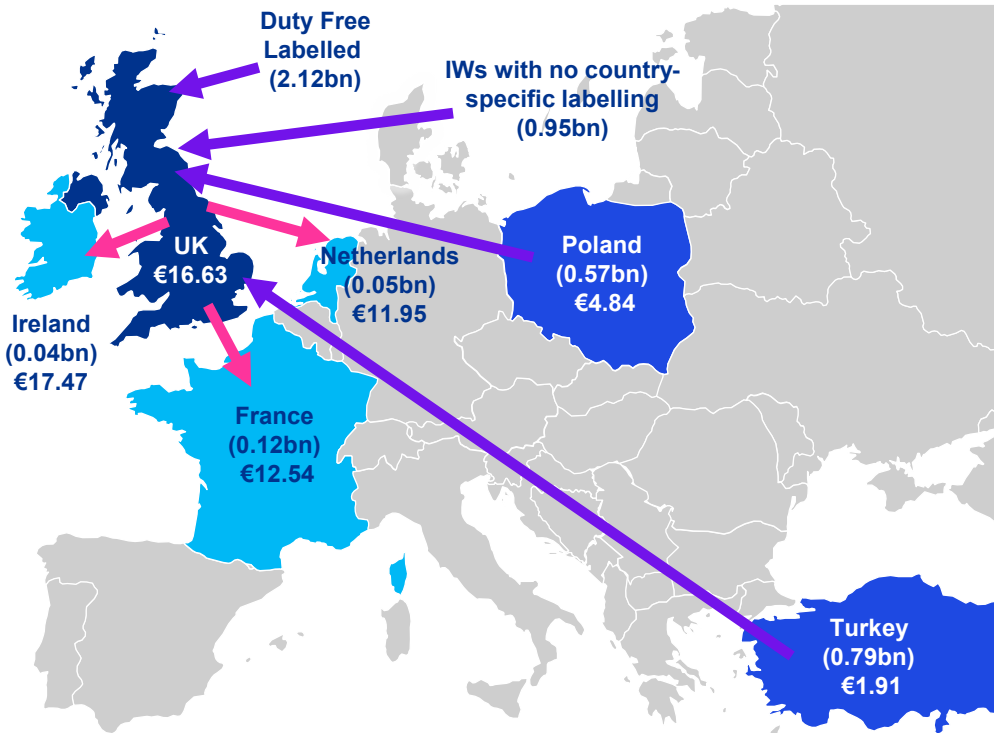 Duty Free
Labelled
(2.12bn)
IWs with no country-
specific labelling
(0.95bn)
UK
€16.63
Netherlands
(0.05bn)
€11.95
Poland
(0.57bn)
€4.84
Ireland
(0.04bn)
€17.47
France
(0.12bn)
€12.54
Turkey
(0.79bn)
€1.91